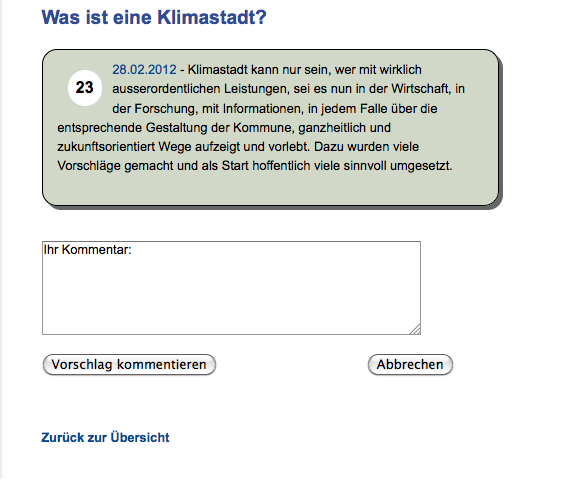 Was ist eine Klimastadt?
23
28.02.2012 - Klimastadt kann nur sein, wer mit wirklich
ausserordentlichen Leistungen, sei es nun in der Wirtschaft, in
der Forschung, mit Informationen, in jedem Falle über die
entsprechende Gestaltung der Kommune, ganzheitlich und
zukunftsorientiert Wege aufzeigt und vorlebt. Dazu wurden viele
Vorschläge gemacht und als Start hoffentlich viele sinnvoll umgesetzt.
Ihr Kommentar:
Vorschlag kommentieren
Abbrechen
Zurück zur Übersicht